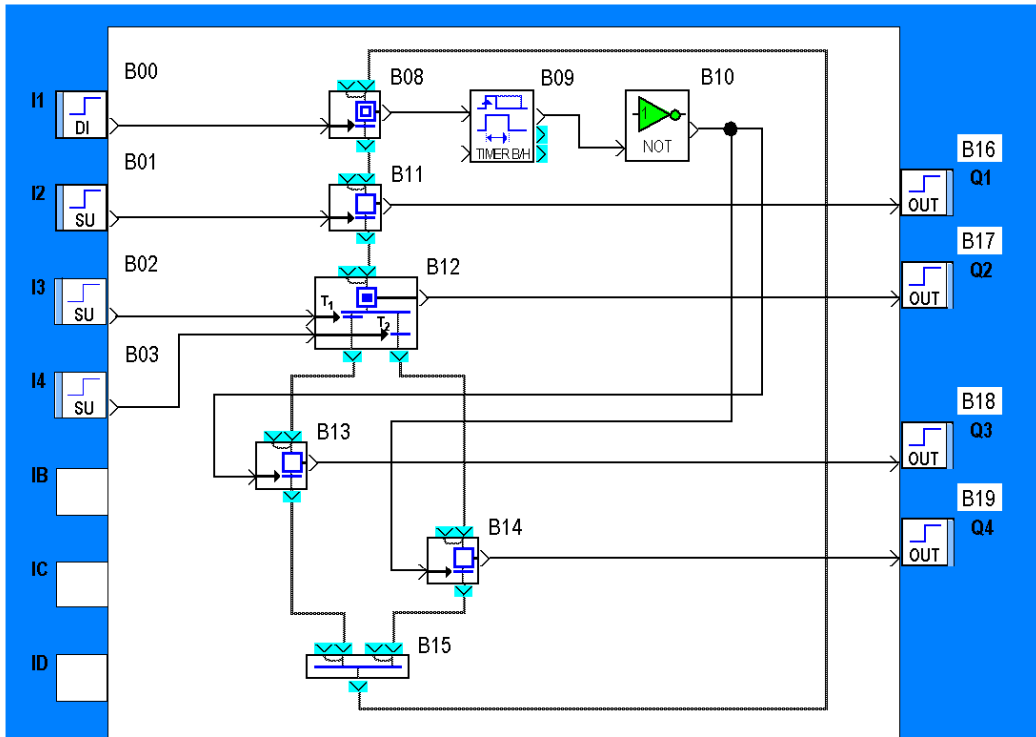 B00
B08
B09
B10
I1
DI
TIMER B/H
1
NOT
B01
B11
B16
Q1
I2
SU
OUT
B02
B12
B17
Q2
I3
SU
T1
T2
OUT
B03
I4
SU
B13
B18
Q3
OUT
IB
B14
B19
Q4
OUT
IC
B15
ID